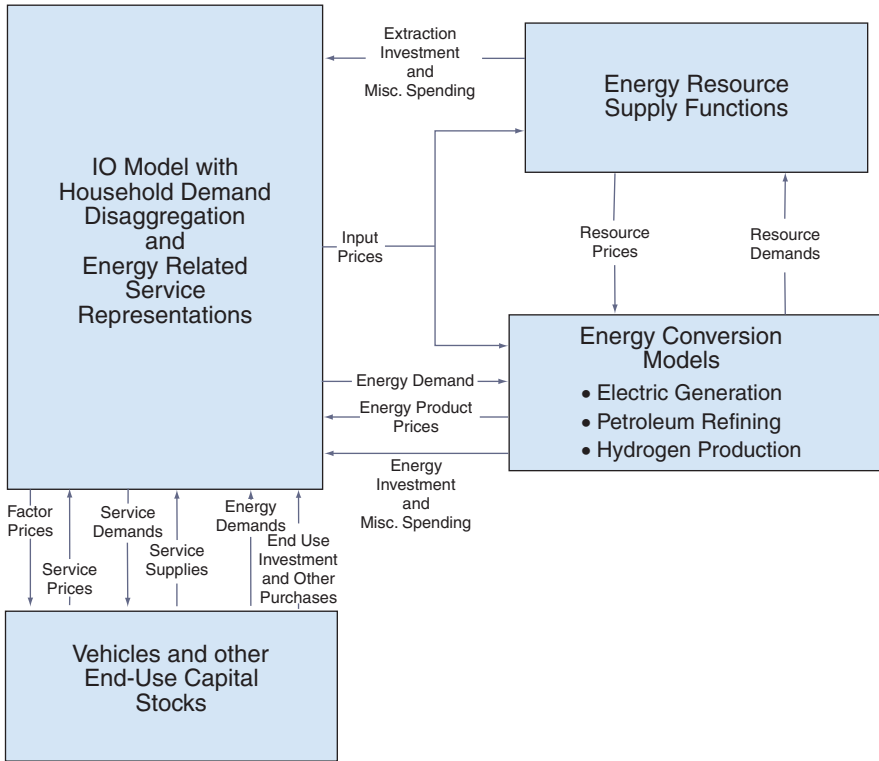 Extraction
Investment
and
Misc. Spending
Energy Resource
Supply Functions
IO Model with
Household Demand
Disaggregation
and
Energy Related
Service
Representations
Input
Prices
Resource
Prices
Resource
Demands
Energy Conversion
Models
• Electric Generation
• Petroleum Refining
• Hydrogen Production
Energy Demand
Energy Product
Prices
Energy
Investment
and
Misc. Spending
Factor
Prices
Service
Prices
Service
Demands
Service
Supplies
Energy
Demands
End Use
Investment
and Other
Purchases
Vehicles and other
End-Use Capital
Stocks